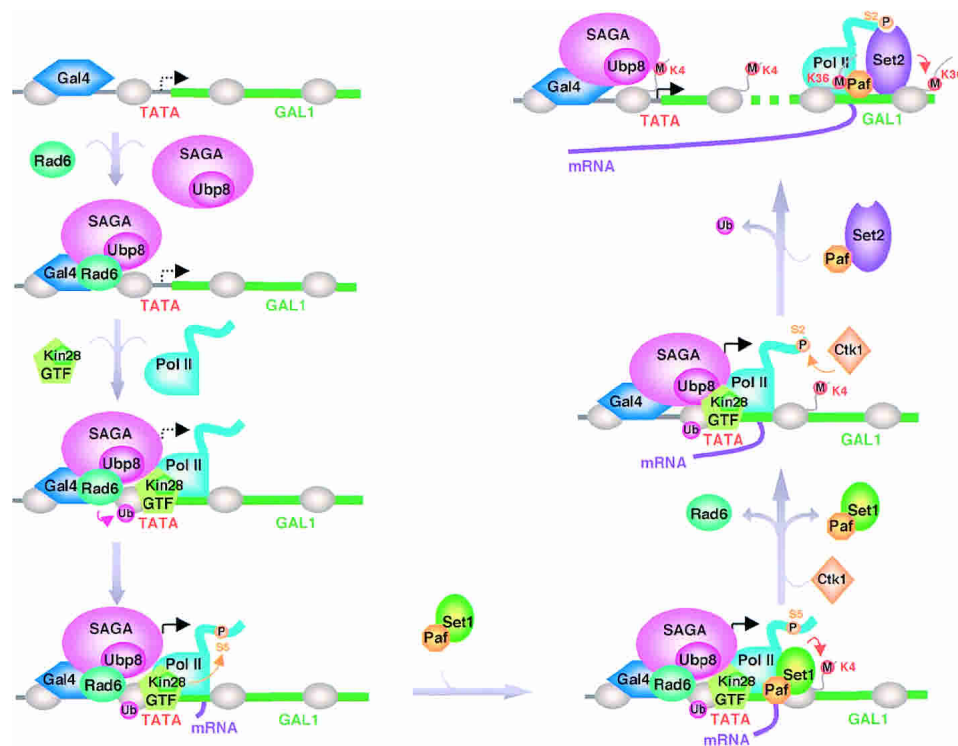 Gal4
TATA
GAL1
Rad6
SAGA
Ubp8
SAGA
Ubp8
Gal4
Rad6
TATA
GAL1
Kin28
GTF
Pol II
SAGA
Ubp8
Pol II
Gal4
Rad6
Kin28
GTF
Ub
TATA
GAL1
SAGA
P
S5
Ubp8
Pol II
Gal4
Rad6
Kin28
GTF
Ub
TATA
mRNA
GAL1
Set1
Paf
SAGA
P
S5
Ubp8
Pol II
Set1
M
K4
Gal4
Rad6
Kin28
GTF
Paf
Ub
TATA
mRNA
GAL1
Rad6
Set1
Paf
Ctk1
SAGA
S2
P
Ctk1
Ubp8
Pol II
Gal4
Kin28
GTF
M
K4
Ub
TATA
mRNA
GAL1
Ub
Set2
Paf
SAGA
Ubp8
Gal4
M
K4
M
K4
S2
P
Pol II
Set2
K36
M
Paf
K36
M
TATA
GAL1
mRNA